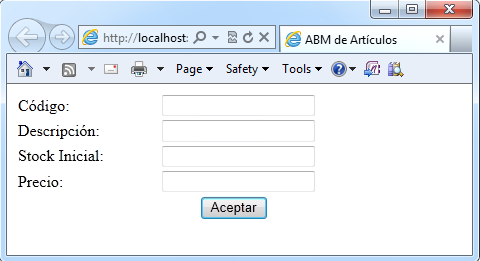 http://localhost:
ABM de Artículos
Page Safety Tools
Código:
Descripción:
Stock Inicial:
Precio:
Aceptar